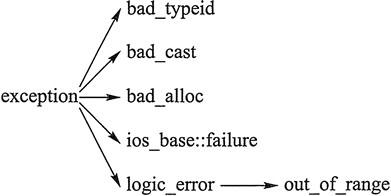 bad_typeid
bad_cast
exception bad_alloc
ios_base::failure
logic_error out_of_range